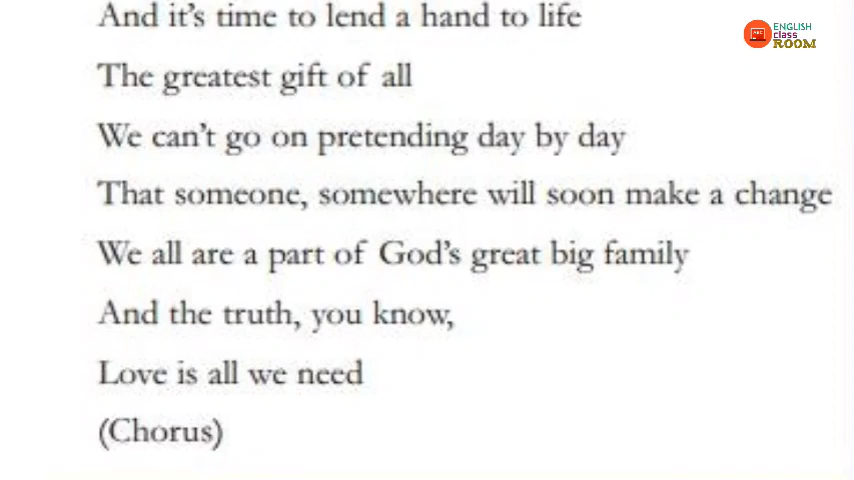 And it's time to lend a hand to life
ENGLISH
class
ROOM
The greatest gift of all
We can't go on pretending day by day
That someone, somewhere will soon make a change
We all are a part of God's great big family
And the truth, you know,
Love is all we need
(Chorus)